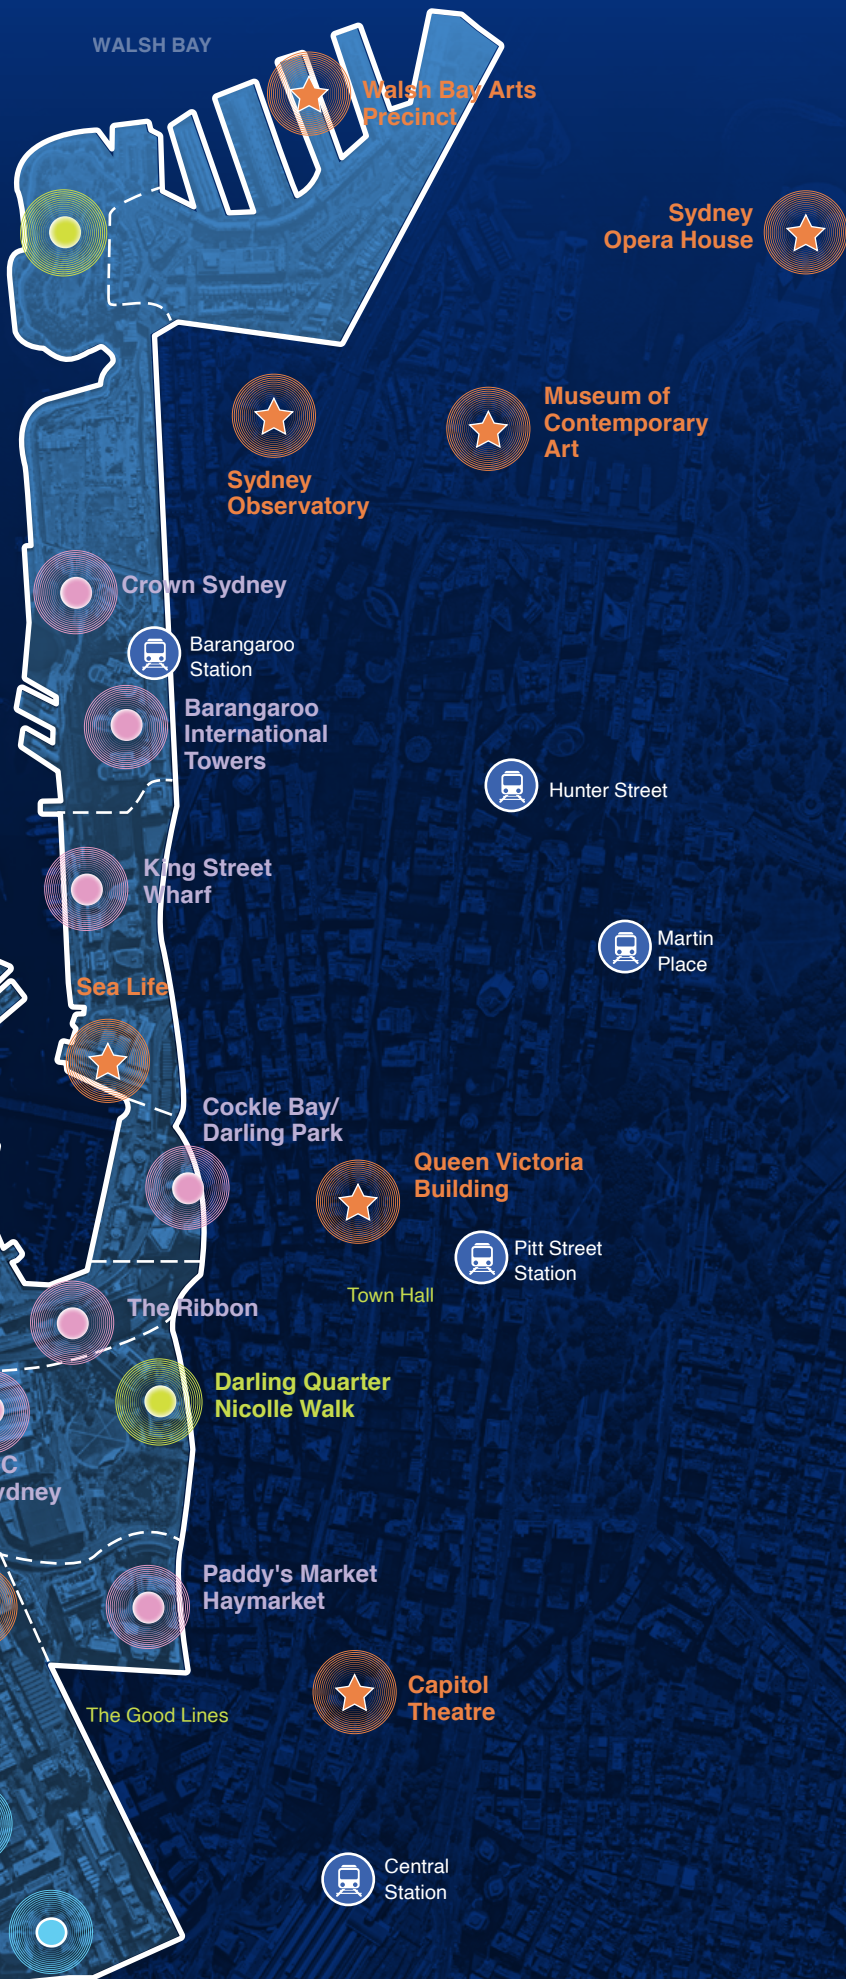 WALSH BAY
Walsh Bay Arts
Precinct
Sydney
Opera House
Museum of
Contemporary
Art
Sydney
Observatory
Crown Sydney
Barangaroo
Station
Barangaroo
International
Towers
Hunter Street
King Street
Wharf
Martin
Place
Sea Life
Cockle Bay/
Darling Park
Queen Victoria
Building
Pitt Street
Station
Town Hall
The Ribbon
Darling Quarter
Nicolle Walk
C
ydney
Paddy's Market
Haymarket
Capitol
Theatre
The Good Lines
Central
Station